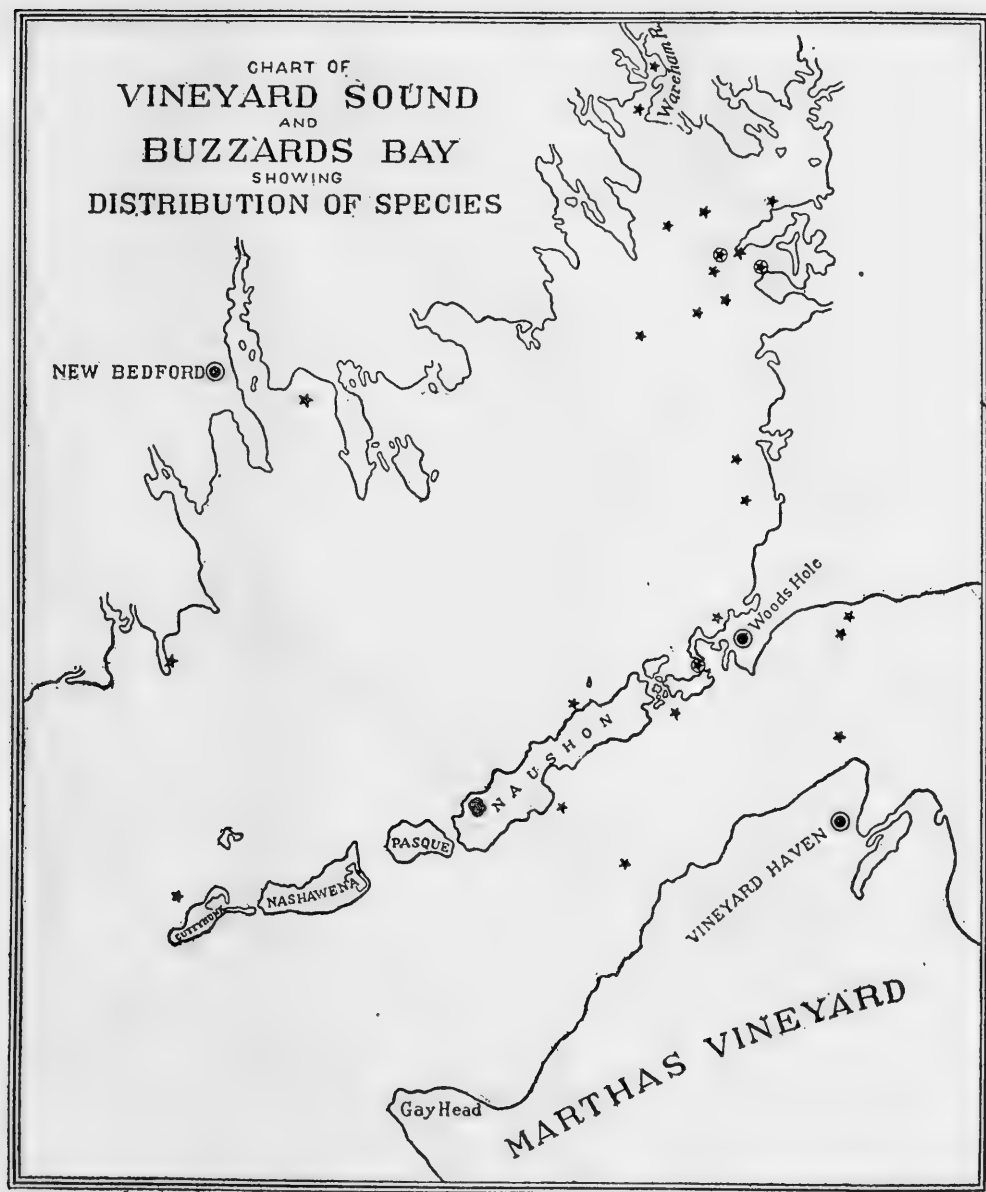 CHART OF
VINEYARD SOUND
AND
BUZZARDS BAY
SHOWING
DISTRIBUTION OF SPECIES
Wareham R.
NEW BEDFORD
Woods Hole
NAUSHON
PASQUE
NASHAWENA
CUTTYHUNK
VINEYARD HAVEN
MARTHAS VINEYARD
Gay Head